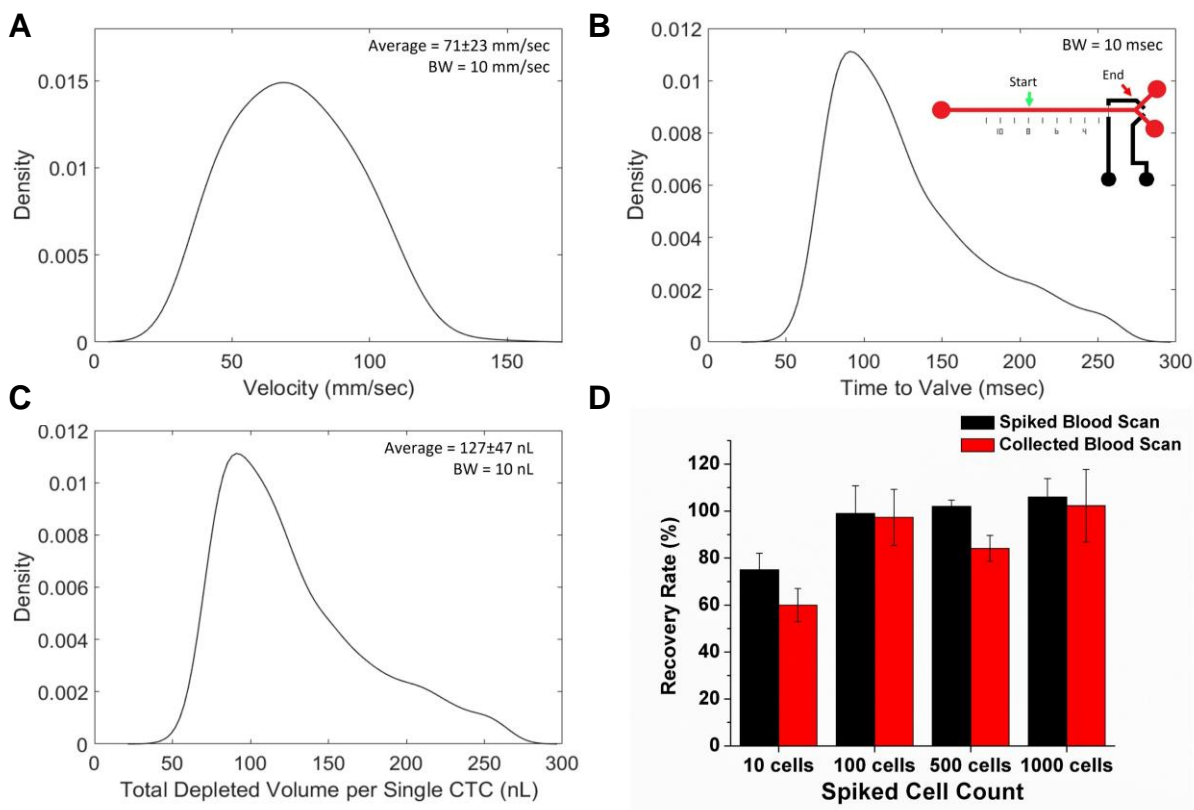 A
Average = 71±23 mm/sec
BW = 10 mm/sec
0.015
0.01
0.005
0
Density
0
50
100
150
Velocity (mm/sec)
B
BW = 10 msec
Start
End
10
8
6
4
0.012
0.01
0.008
0.006
0.004
0.002
0
Density
0
50
100
150
200
250
300
Time to Valve (msec)
C
Average = 127±47 nL
BW = 10 nL
0.012
0.01
0.008
0.006
0.004
0.002
0
Density
0
50
100
150
200
250
300
Total Depleted Volume per Single CTC (nL)
D
Spiked Blood Scan
Collected Blood Scan
120
100
80
60
40
20
0
Recovery Rate (%)
10 cells
100 cells
500 cells
1000 cells
Spiked Cell Count